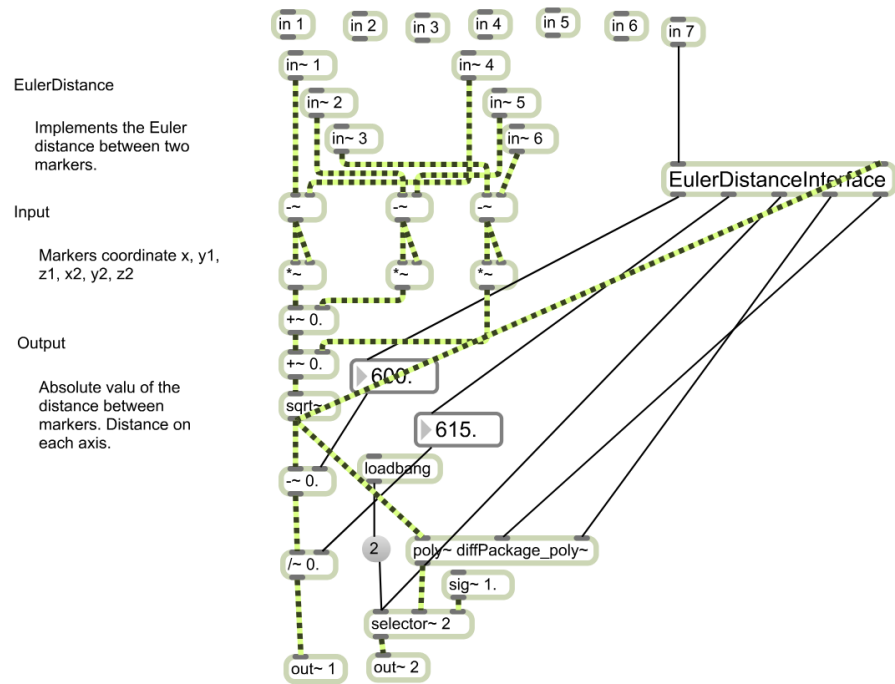 in 1
in 2
in 3
in 4
in 5
in 6
in 7
in~ 1
in~ 4
EulerDistance
in~ 2
in~ 5
Implements the Euler
distance between two
markers.
in~ 3
in~ 6
EulerDistanceInterface
Input
-~
-~
-~
Markers coordinate x, y1,
z1, x2, y2, z2
*~
*~
*~
+~ 0.
Output
+~ 0.
600.
Absolute valu of the
distance between
markers. Distance on
each axis.
sqrt~
615.
-~ 0.
loadbang
2
poly~ diffPackage_poly~
/~ 0.
sig~ 1.
selector~ 2
out~ 1
out~ 2